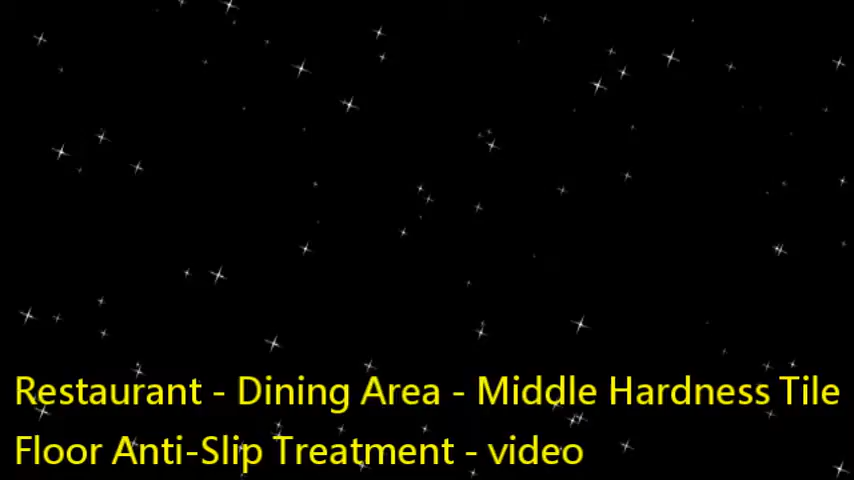 Restaurant - Dining Area - Middle Hardness Tile
Floor Anti-Slip Treatment - video